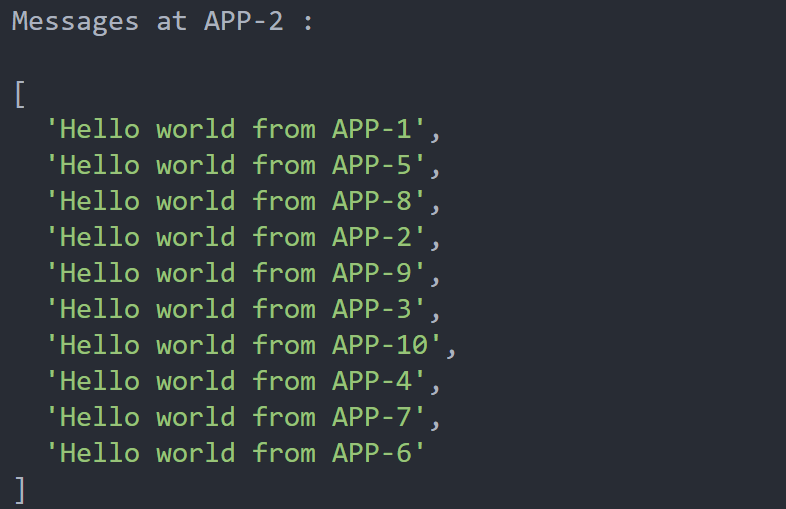 Messages at APP-2 :
[
'Hello world from APP-1',
'Hello world from APP-5',
'Hello world from APP-8',
'Hello world from APP-2',
'Hello world from APP-9',
'Hello world from APP-3',
'Hello world from APP-10',
'Hello world from APP-4',
'Hello world from APP-7',
'Hello world from APP-6'
]